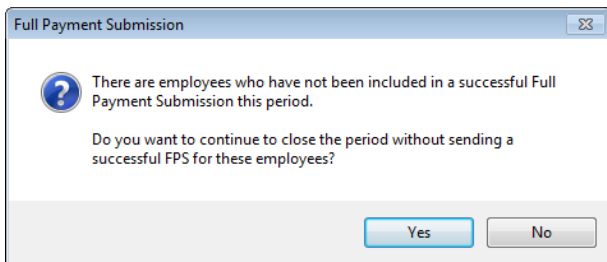 Full Payment Submission
There are employees who have not been included in a successful Full
Payment Submission this period.
Do you want to continue to close the period without sending a
successful FPS for these employees?
Yes
No